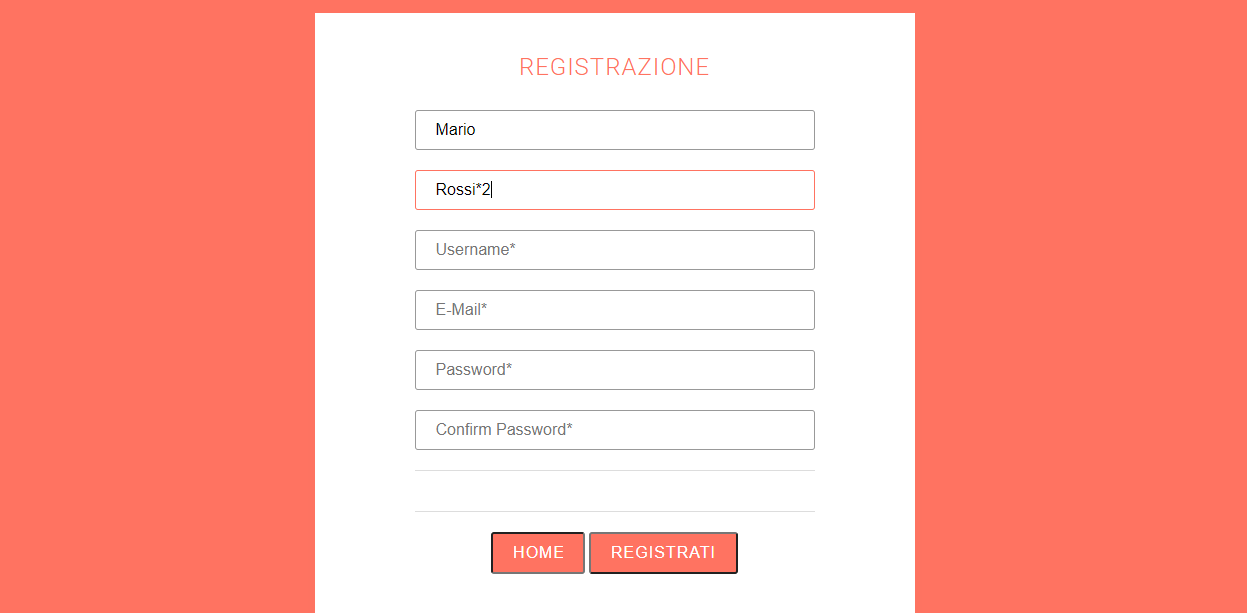 REGISTRAZIONE
Mario
Rossi*2
Username*
E-Mail*
Password*
Confirm Password*
HOME REGISTRATI